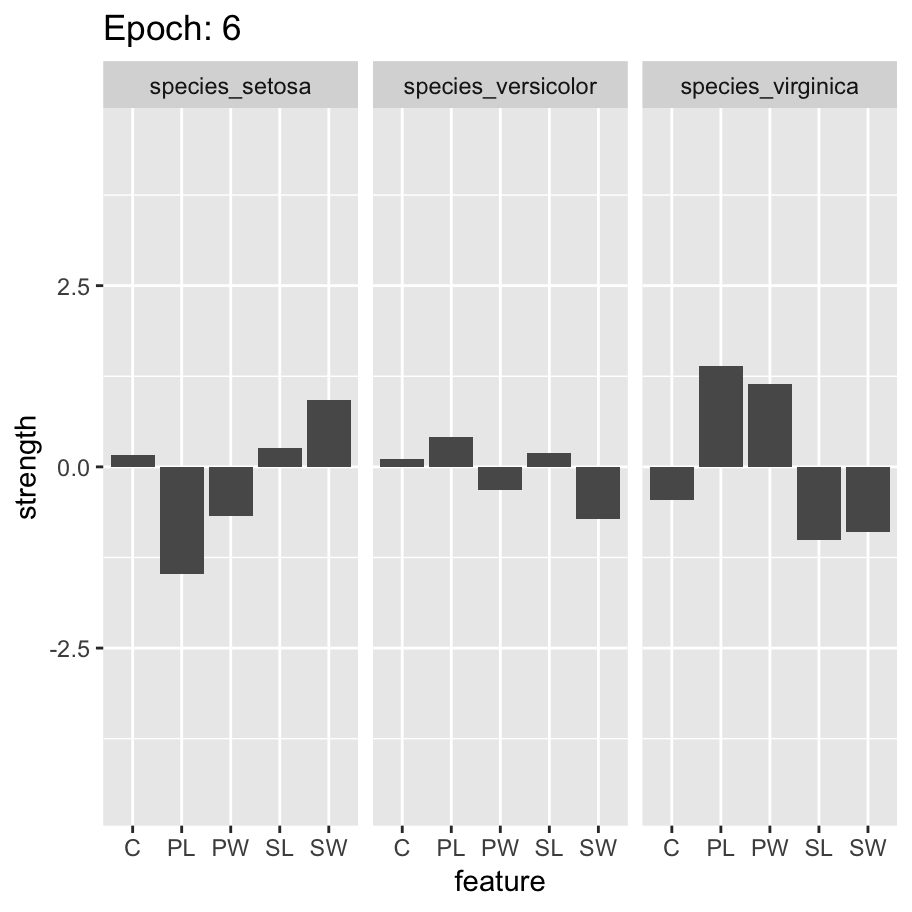 Epoch: 6
species_setosa species_versicolor species_virginica
2.5
0.0
-2.5
strength
C PL PW SL SW C PL PW SL SW C PL PW SL SW
feature